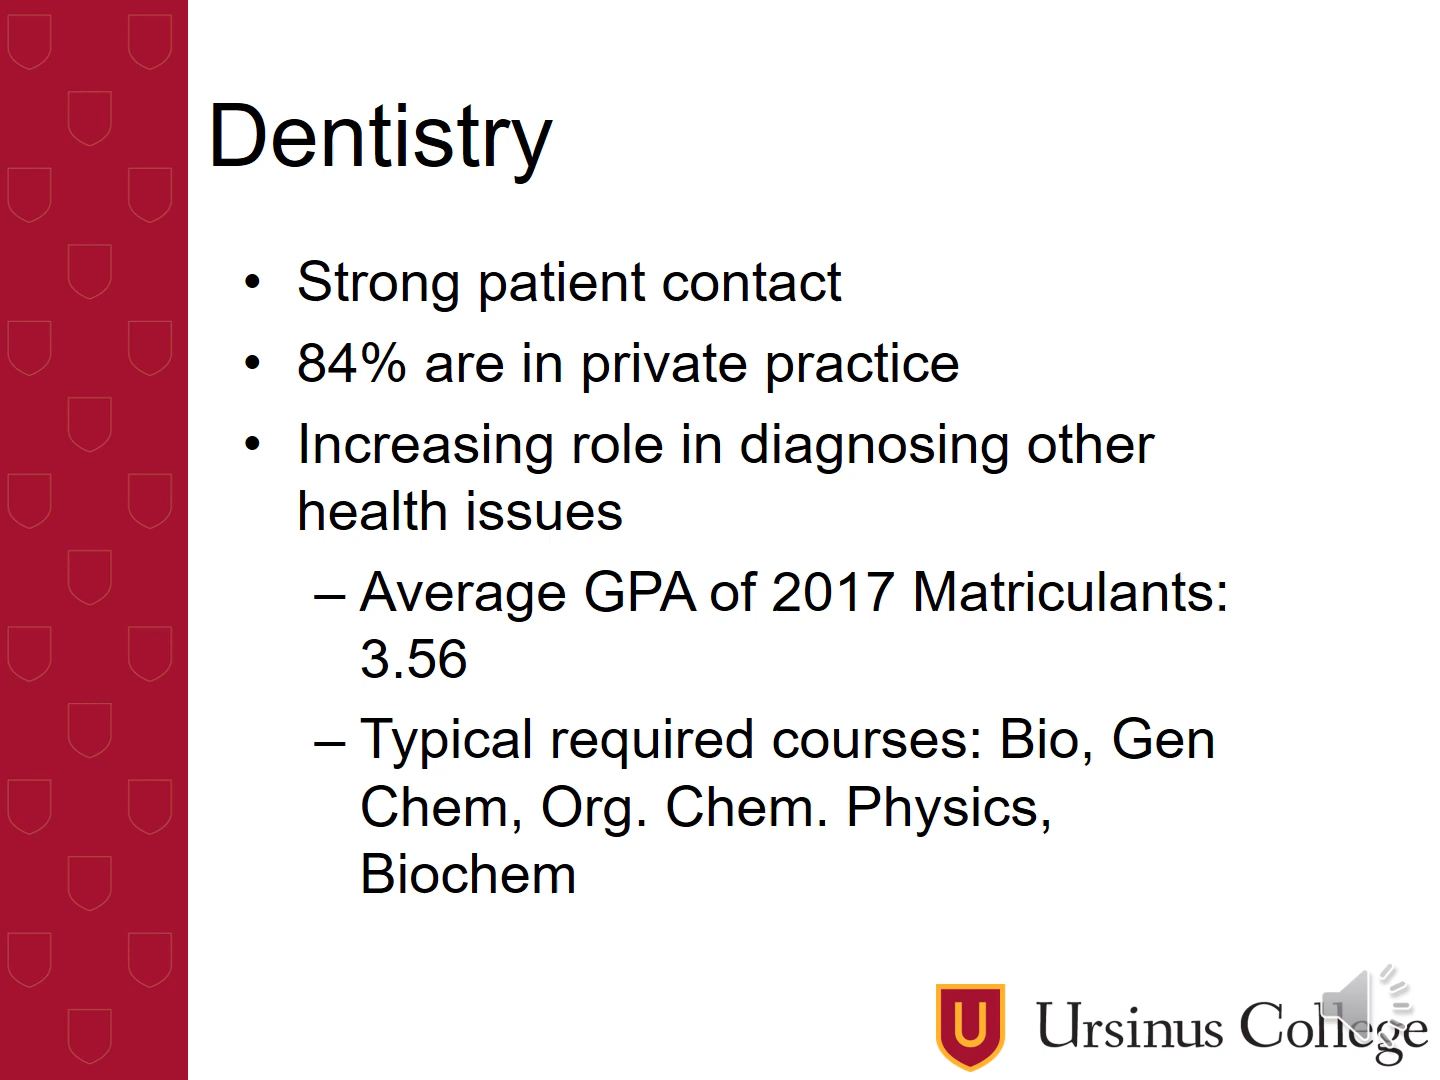 Dentistry
• Strong patient contact
• 84% are in private practice
• Increasing role in diagnosing other
health issues
– Average GPA of 2017 Matriculants:
3.56
– Typical required courses: Bio, Gen
Chem, Org. Chem. Physics,
Biochem
U Ursinus College